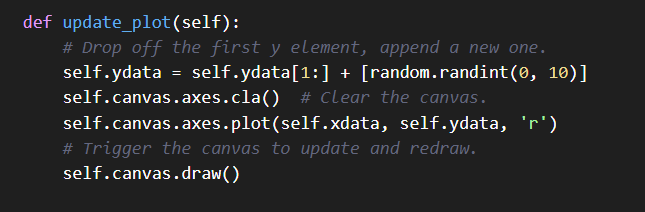 def update_plot(self):
    # Drop off the first y element, append a new one.
    self.ydata = self.ydata[1:] + [random.randint(0, 10)]
    self.canvas.axes.cla()  # Clear the canvas.
    self.canvas.axes.plot(self.xdata, self.ydata, 'r')
    # Trigger the canvas to update and redraw.
    self.canvas.draw()